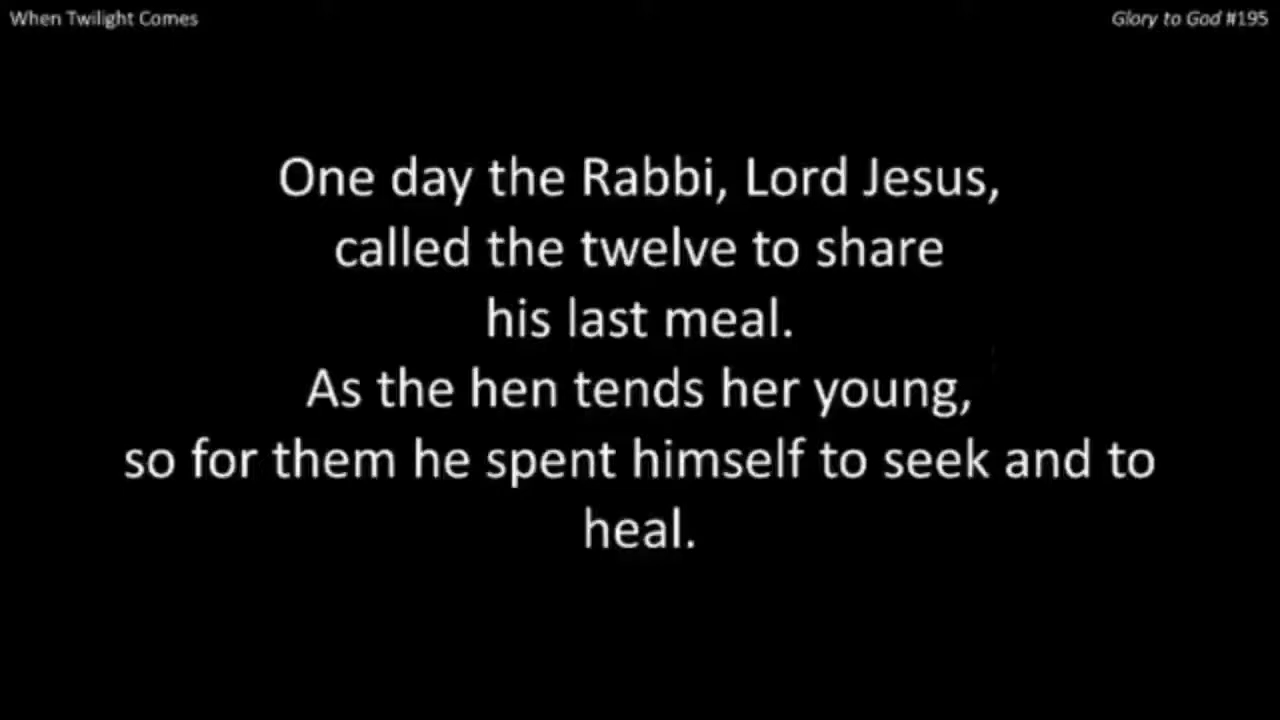 When Twilight Comes
Glory to God #195
One day the Rabbi, Lord Jesus,
called the twelve to share
his last meal.
As the hen tends her young,
so for them he spent himself to seek and to
heal.